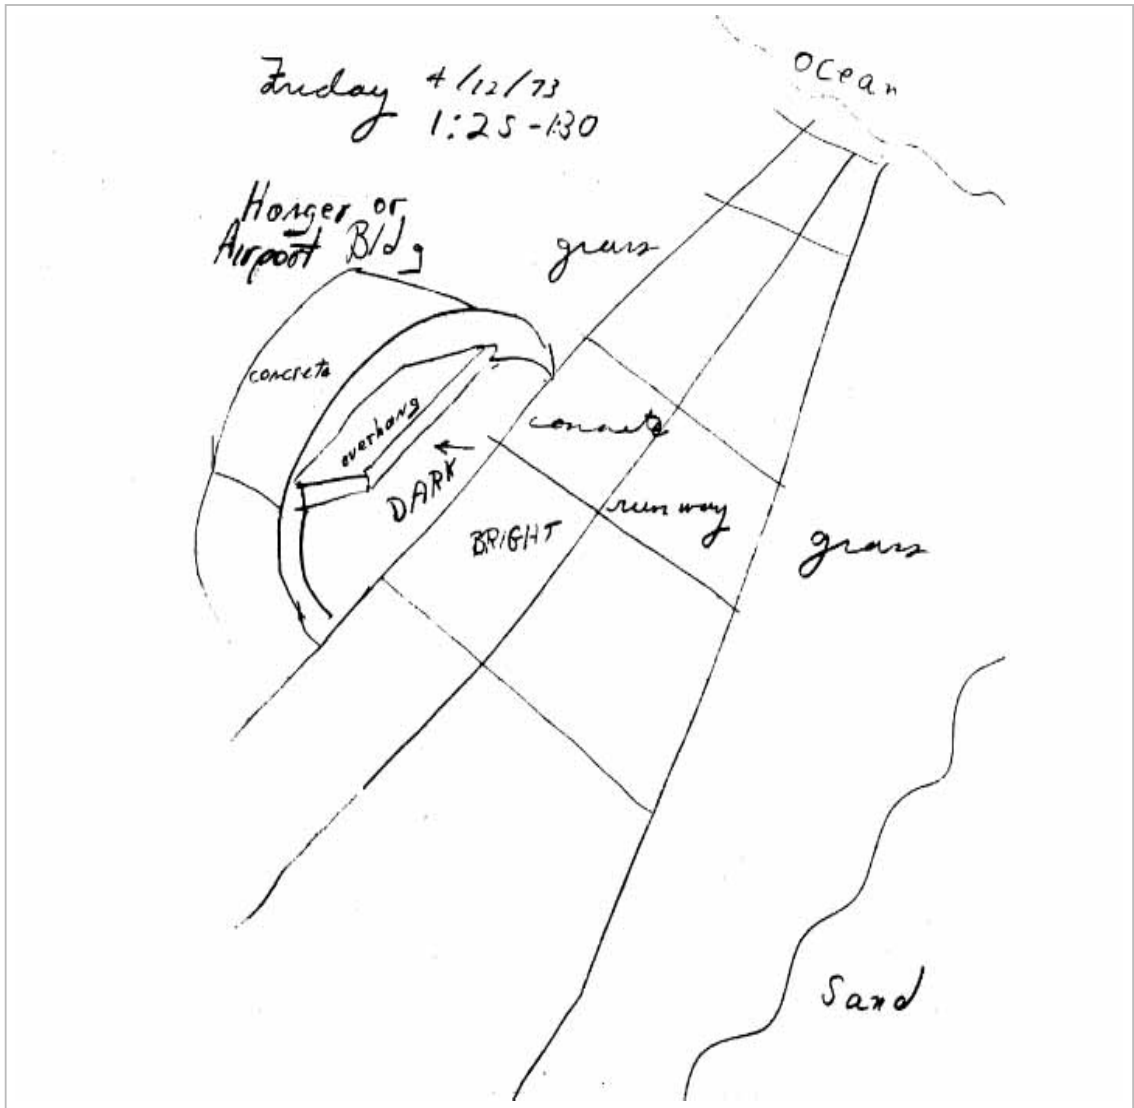 Friday 4/12/73
1:25-1:30
Ocean
Hanger or
Airport Bldg
grass
concrete
overhang
concrete
DARK
runway
BRIGHT
grass
Sand